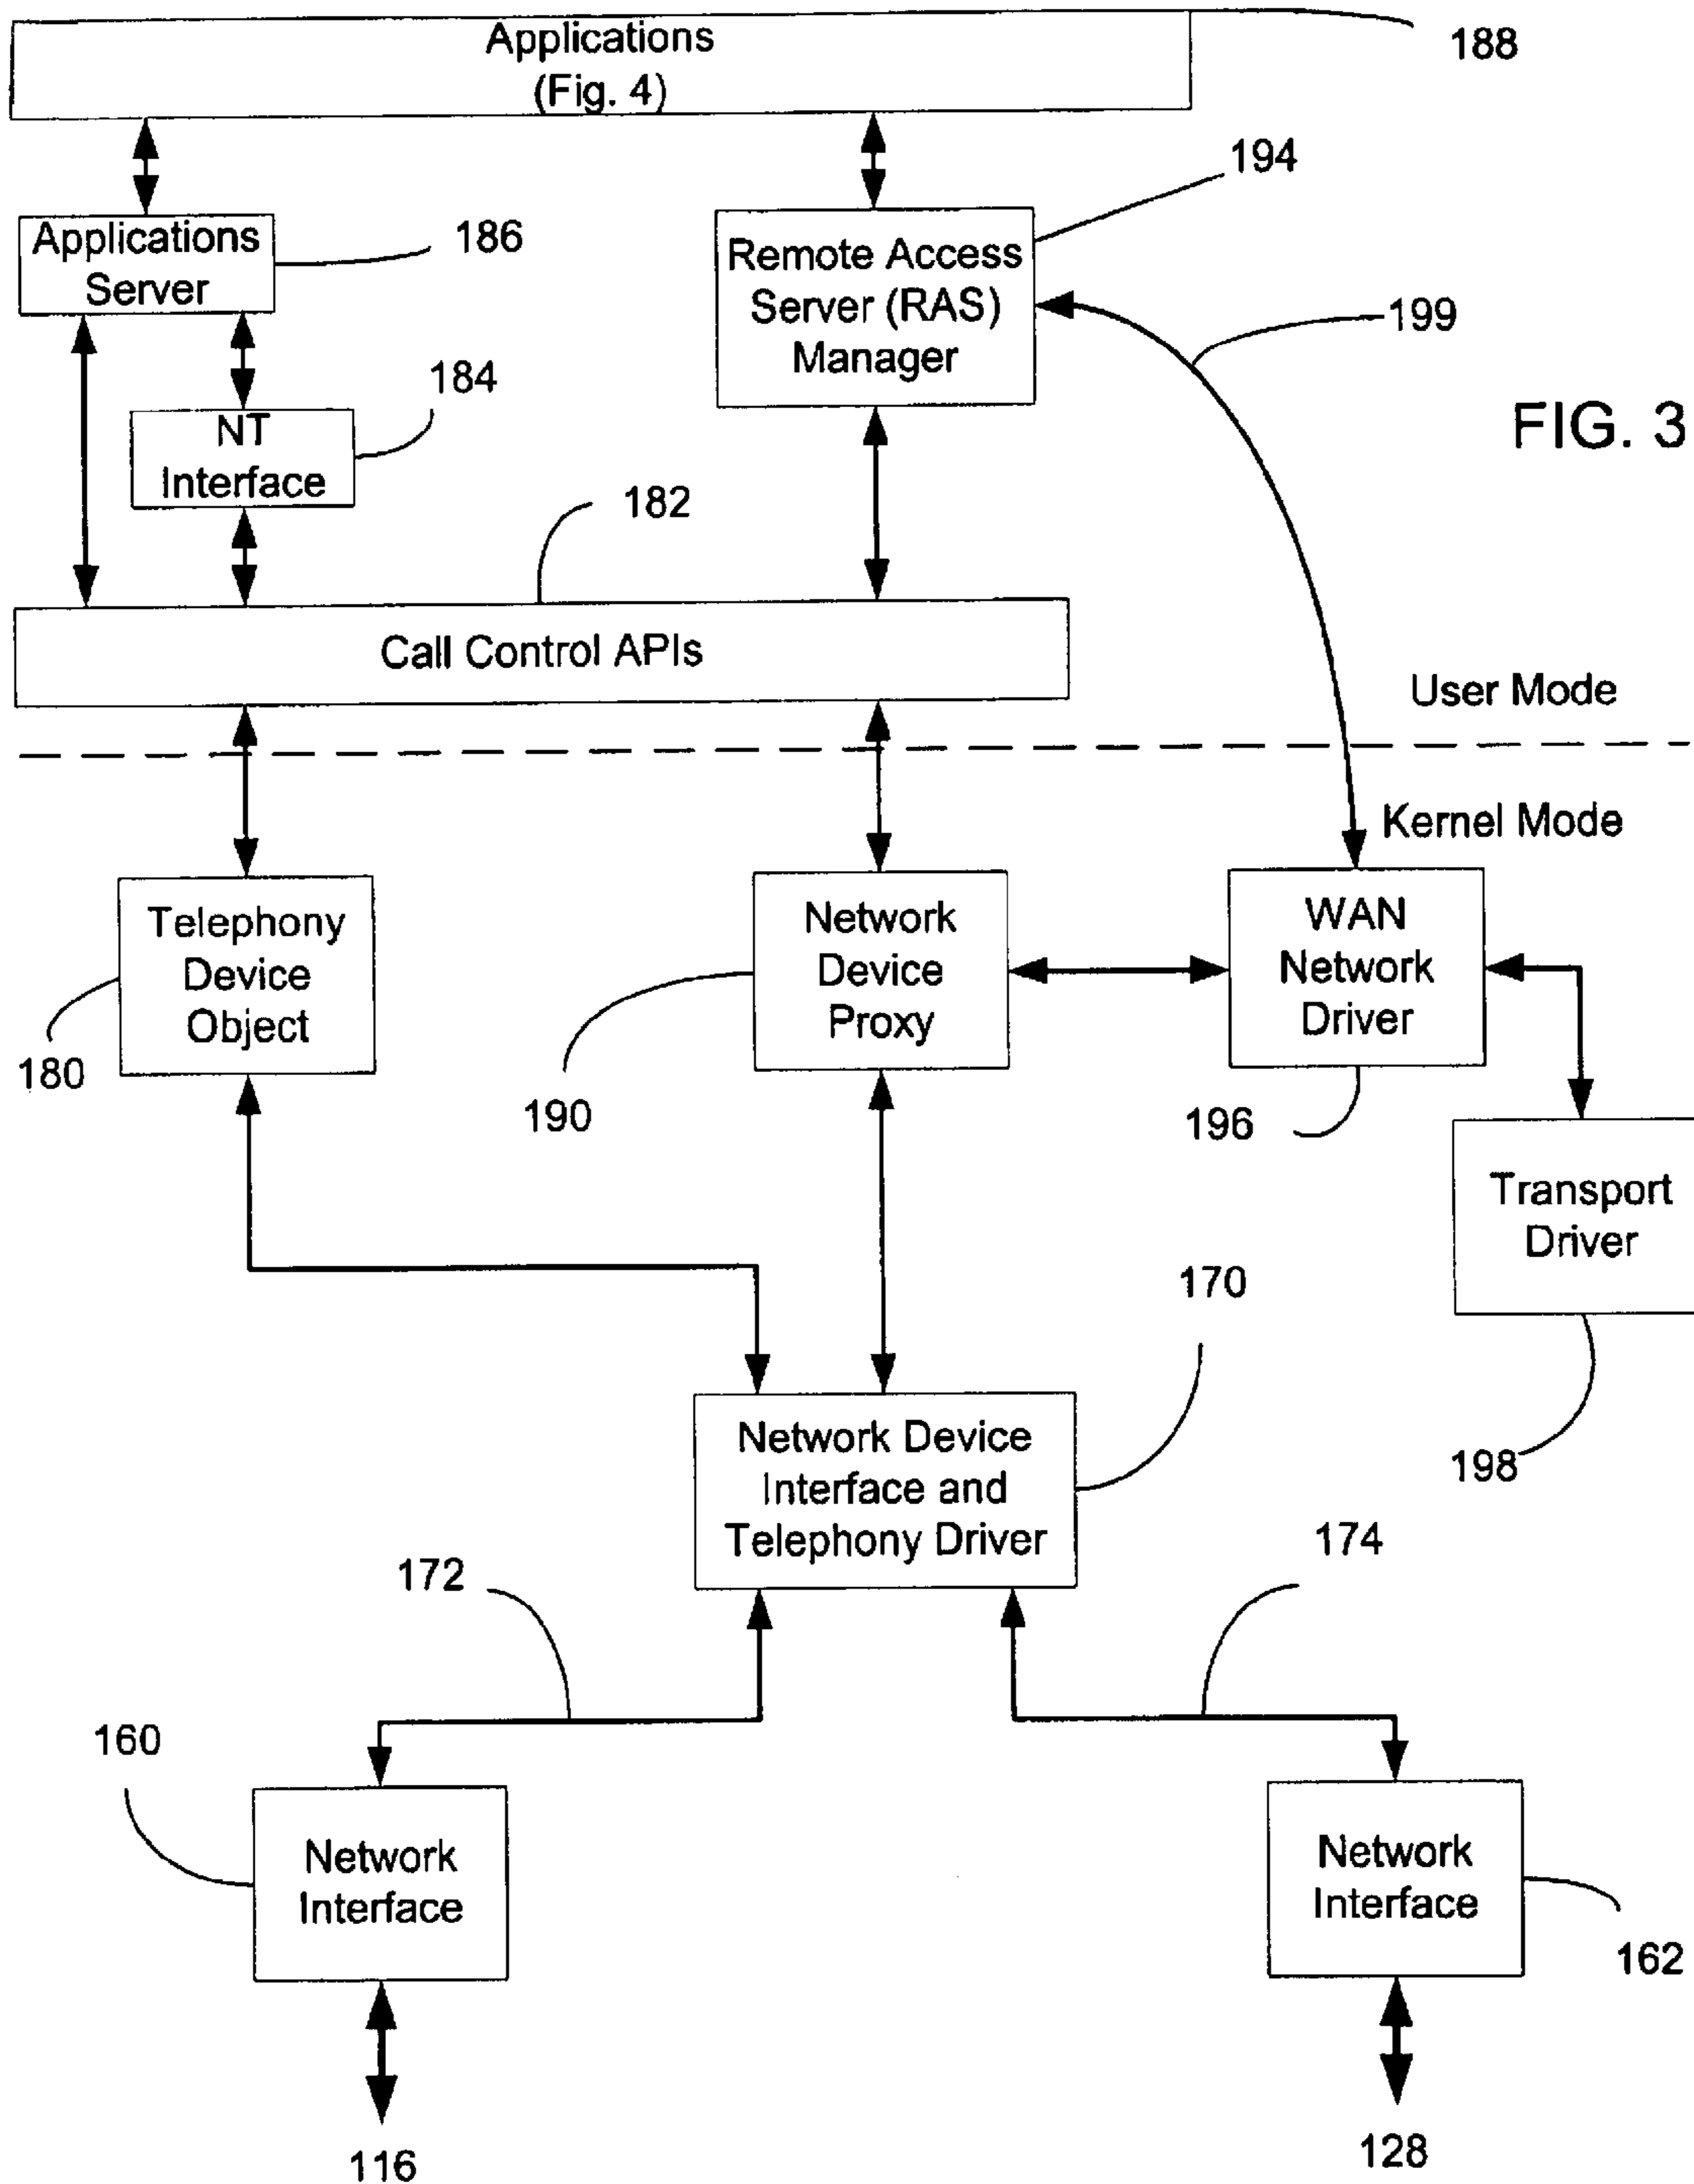 Applications
(Fig. 4)
188
194
Applications
Server
186
Remote Access
Server (RAS)
Manager
199
184
NT
Interface
FIG. 3
182
Call Control APIs
User Mode
Kernel Mode
Telephony
Device
Object
Network
Device
Proxy
WAN
Network
Driver
180
190
196
Transport
Driver
170
Network Device
Interface and
Telephony Driver
198
172
174
160
Network
Interface
Network
Interface
162
116
128